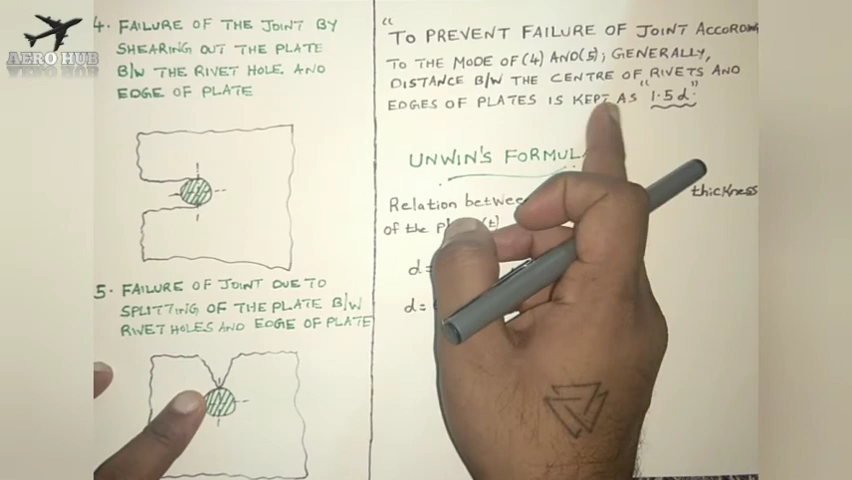 AERO HUB
4. FAILURE OF THE JOINT BY
SHEARING OUT THE PLATE
B/W THE RIVET HOLE AND
EDGE OF PLATE
5. FAILURE OF JOINT DUE TO
SPLITTING OF THE PLATE B/W
RIVET HOLES AND EDGE OF PLATE
"TO PREVENT FAILURE OF JOINT ACCORDING
TO THE MODE OF (4) AND (5); GENERALLY,
DISTANCE B/W THE CENTRE OF RIVETS AND
EDGES OF PLATES IS KEPT AS "1.5d"
UNWIN'S FORMUL
Relation between thickness
of the (t)
d=
d=